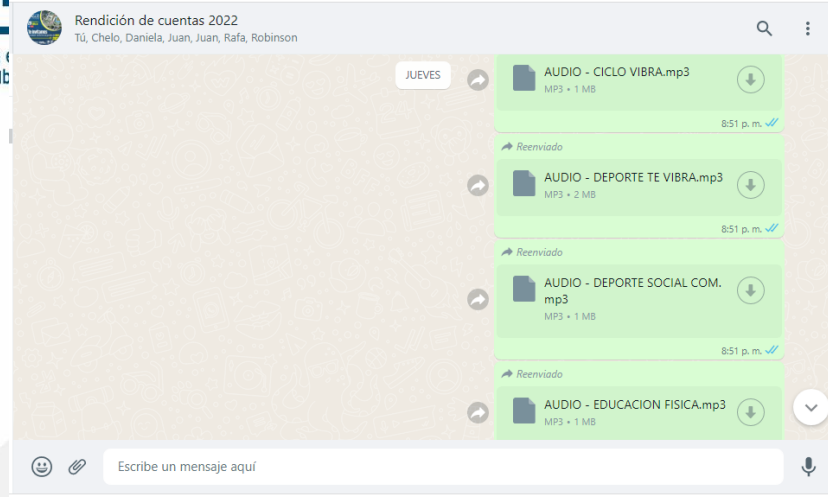 Rendición de cuentas 2022
Tú, Chelo, Daniela, Juan, Juan, Rafa, Robinson
JUEVES
AUDIO - CICLO VIBRA.mp3
MP3 • 1 MB
8:51 p. m.
Reenviado
AUDIO - DEPORTE TE VIBRA.mp3
MP3 • 2 MB
8:51 p. m.
Reenviado
AUDIO - DEPORTE SOCIAL COM.
mp3
MP3 • 1 MB
8:51 p. m.
Reenviado
AUDIO - EDUCACION FISICA.mp3
MP3 • 1 MB
Escribe un mensaje aquí